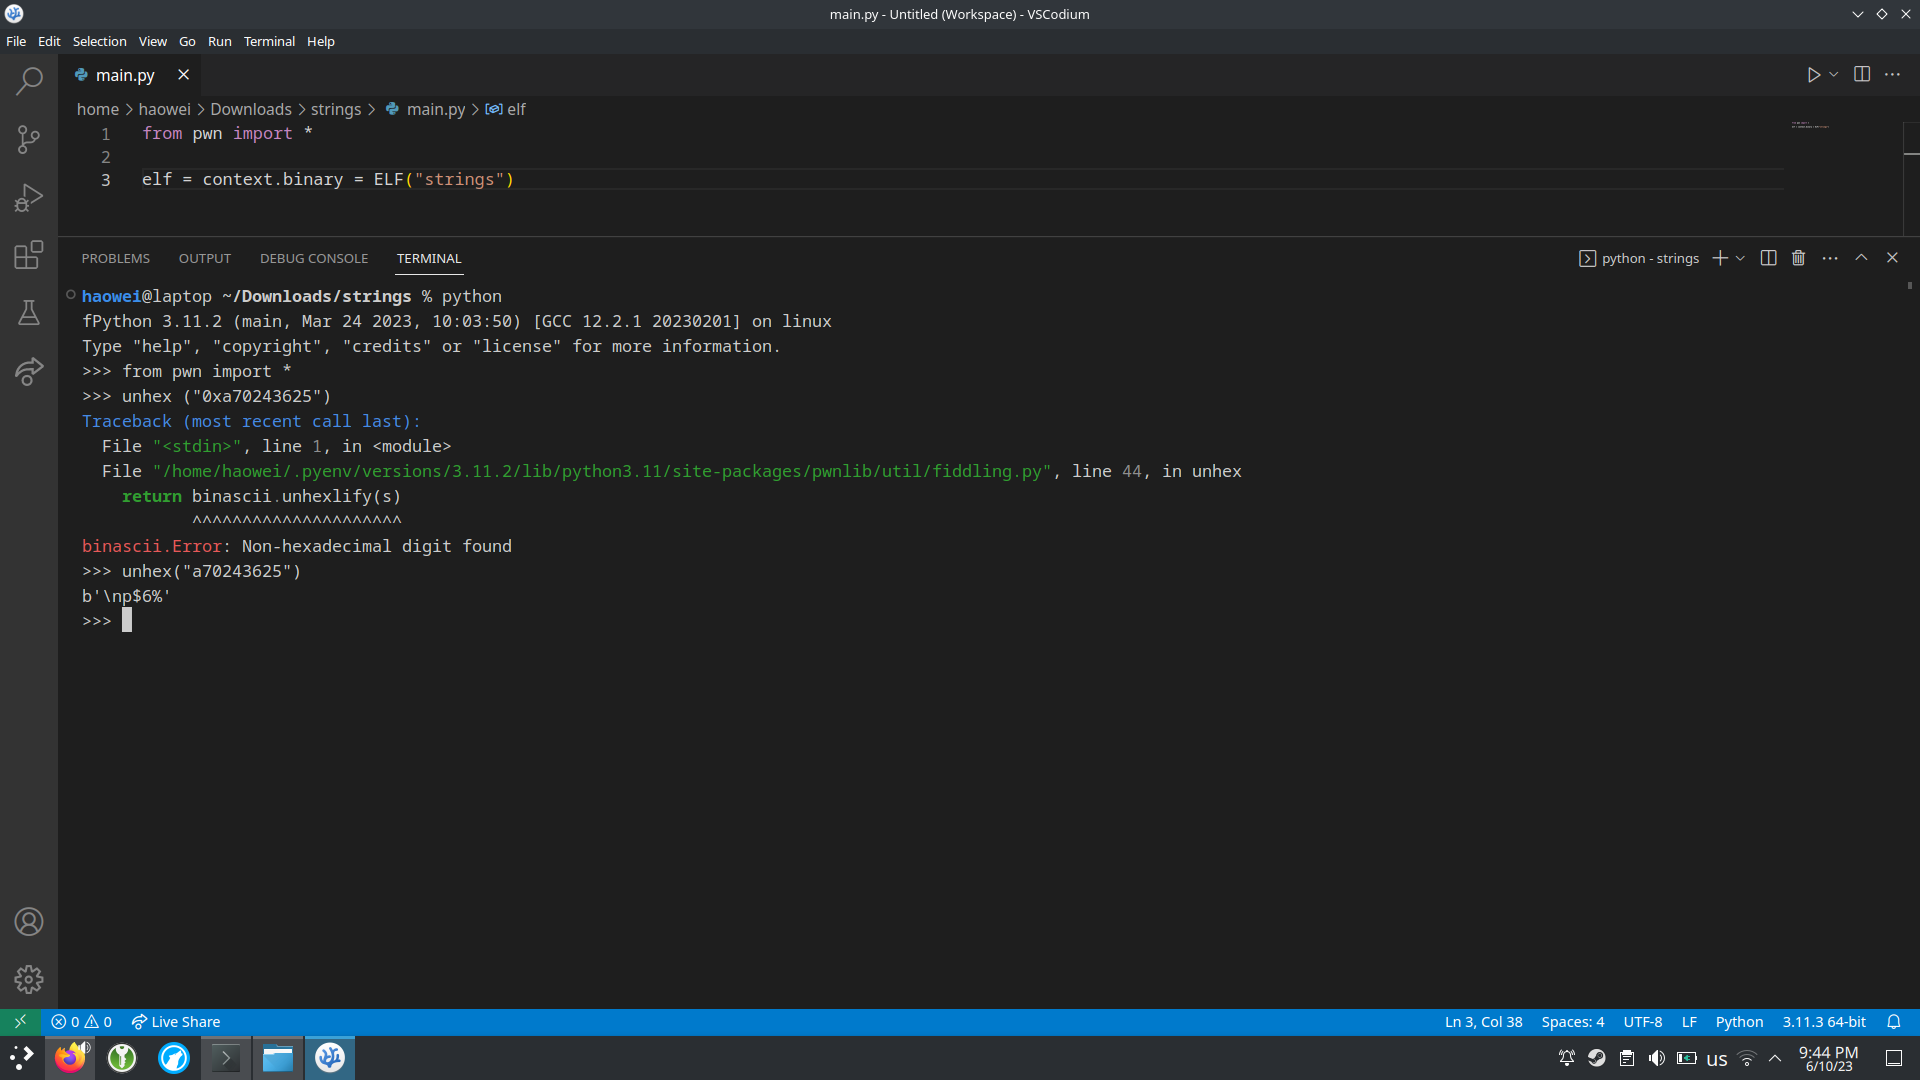 main.py - Untitled (Workspace) - VSCodium
File Edit Selection View Go Run Terminal Help
main.py
home > haowei > Downloads > strings > main.py > elf
1 from pwn import *
2
3 elf = context.binary = ELF("strings")
PROBLEMS OUTPUT DEBUG CONSOLE TERMINAL python - strings
haowei@laptop ~/Downloads/strings % python
fPython 3.11.2 (main, Mar 24 2023, 10:03:50) [GCC 12.2.1 20230201] on linux
Type "help", "copyright", "credits" or "license" for more information.
>>> from pwn import *
>>> unhex ("0xa70243625")
Traceback (most recent call last):
  File "<stdin>", line 1, in <module>
  File "/home/haowei/.pyenv/versions/3.11.2/lib/python3.11/site-packages/pwnlib/util/fiddling.py", line 44, in unhex
    return binascii.unhexlify(s)
           ^^^^^^^^^^^^^^^^^^^^^
binascii.Error: Non-hexadecimal digit found
>>> unhex("a70243625")
b'\np$6%'
>>>
0 0 Live Share Ln 3, Col 38 Spaces: 4 UTF-8 LF Python 3.11.3 64-bit
us 9:44 PM
6/10/23